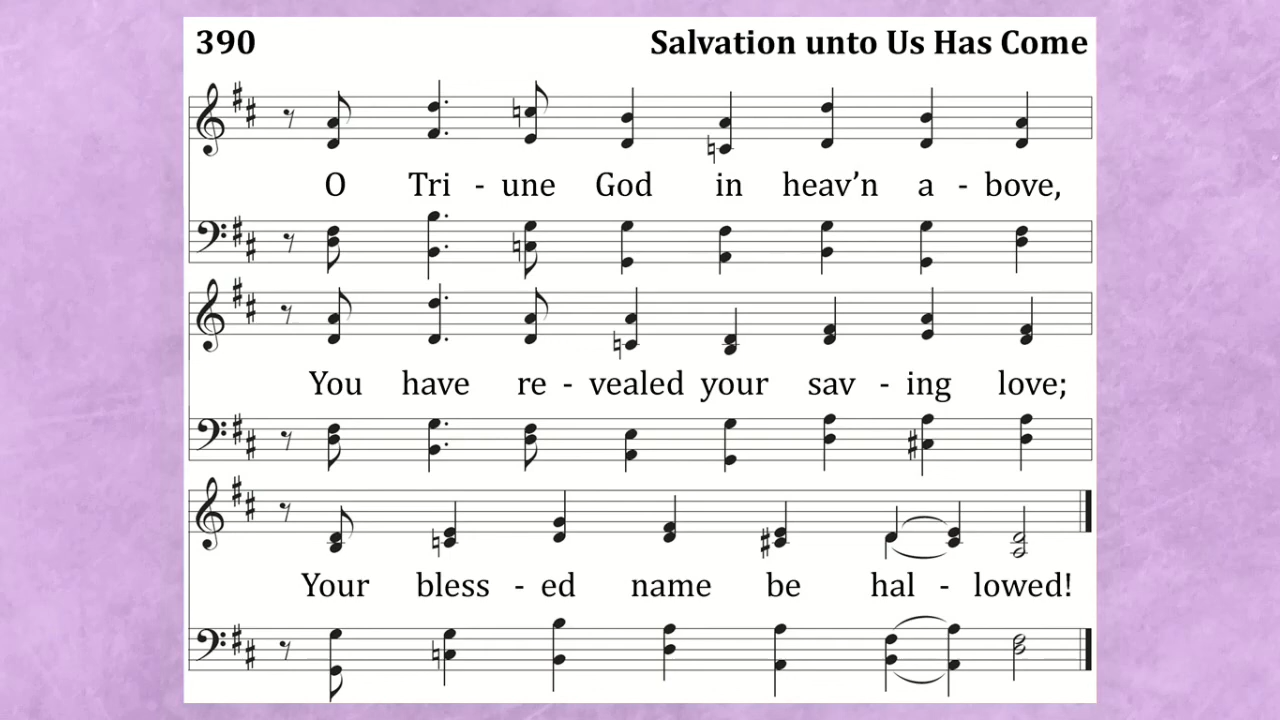 390 Salvation unto Us Has Come
O Tri - une God in heav’n a - bove,
You have re - vealed your sav - ing love;
Your bless - ed name be hal - lowed!